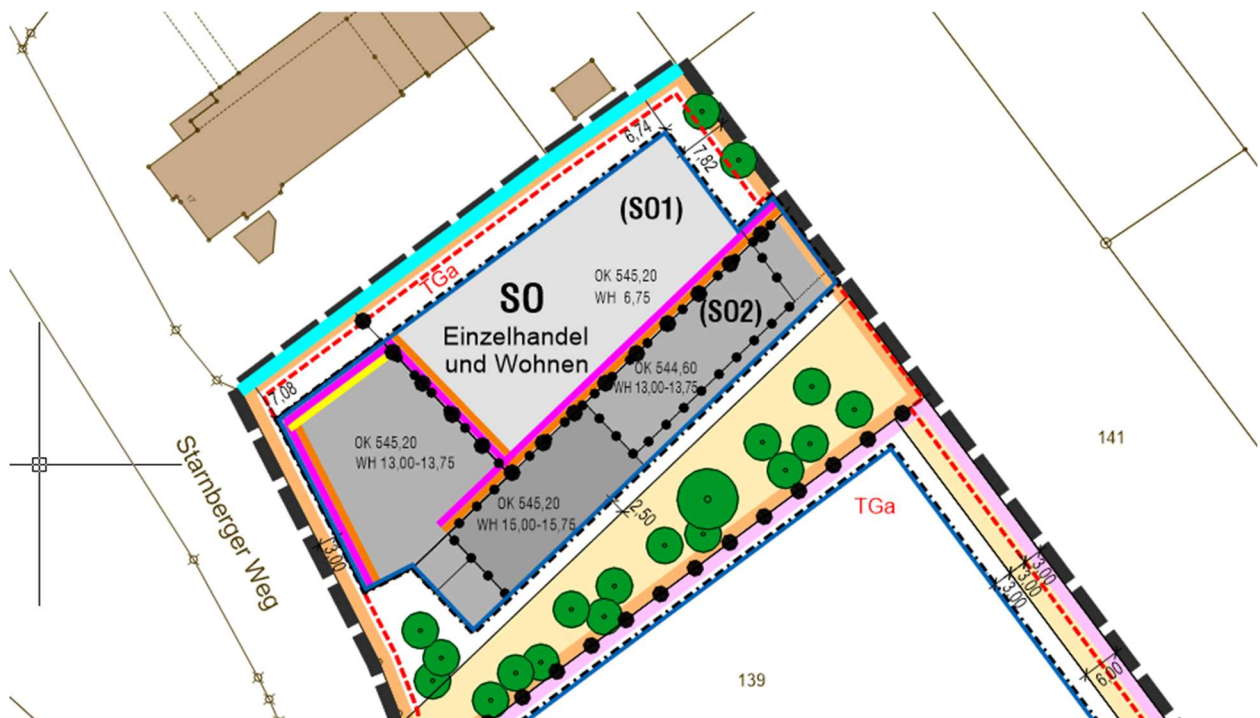 6,74
7,82
(SO1)
TGa
OK 545,20
WH 6,75
SO
Einzelhandel
und Wohnen
(SO2)
OK 544,60
WH 13,00-13,75
7,08
OK 545,20
WH 13,00-13,75
141
OK 545,20
WH 15,00-15,75
2,50
TGa
Starnberger Weg
3,00
3,00
3,00
3,00
6,00
139
17